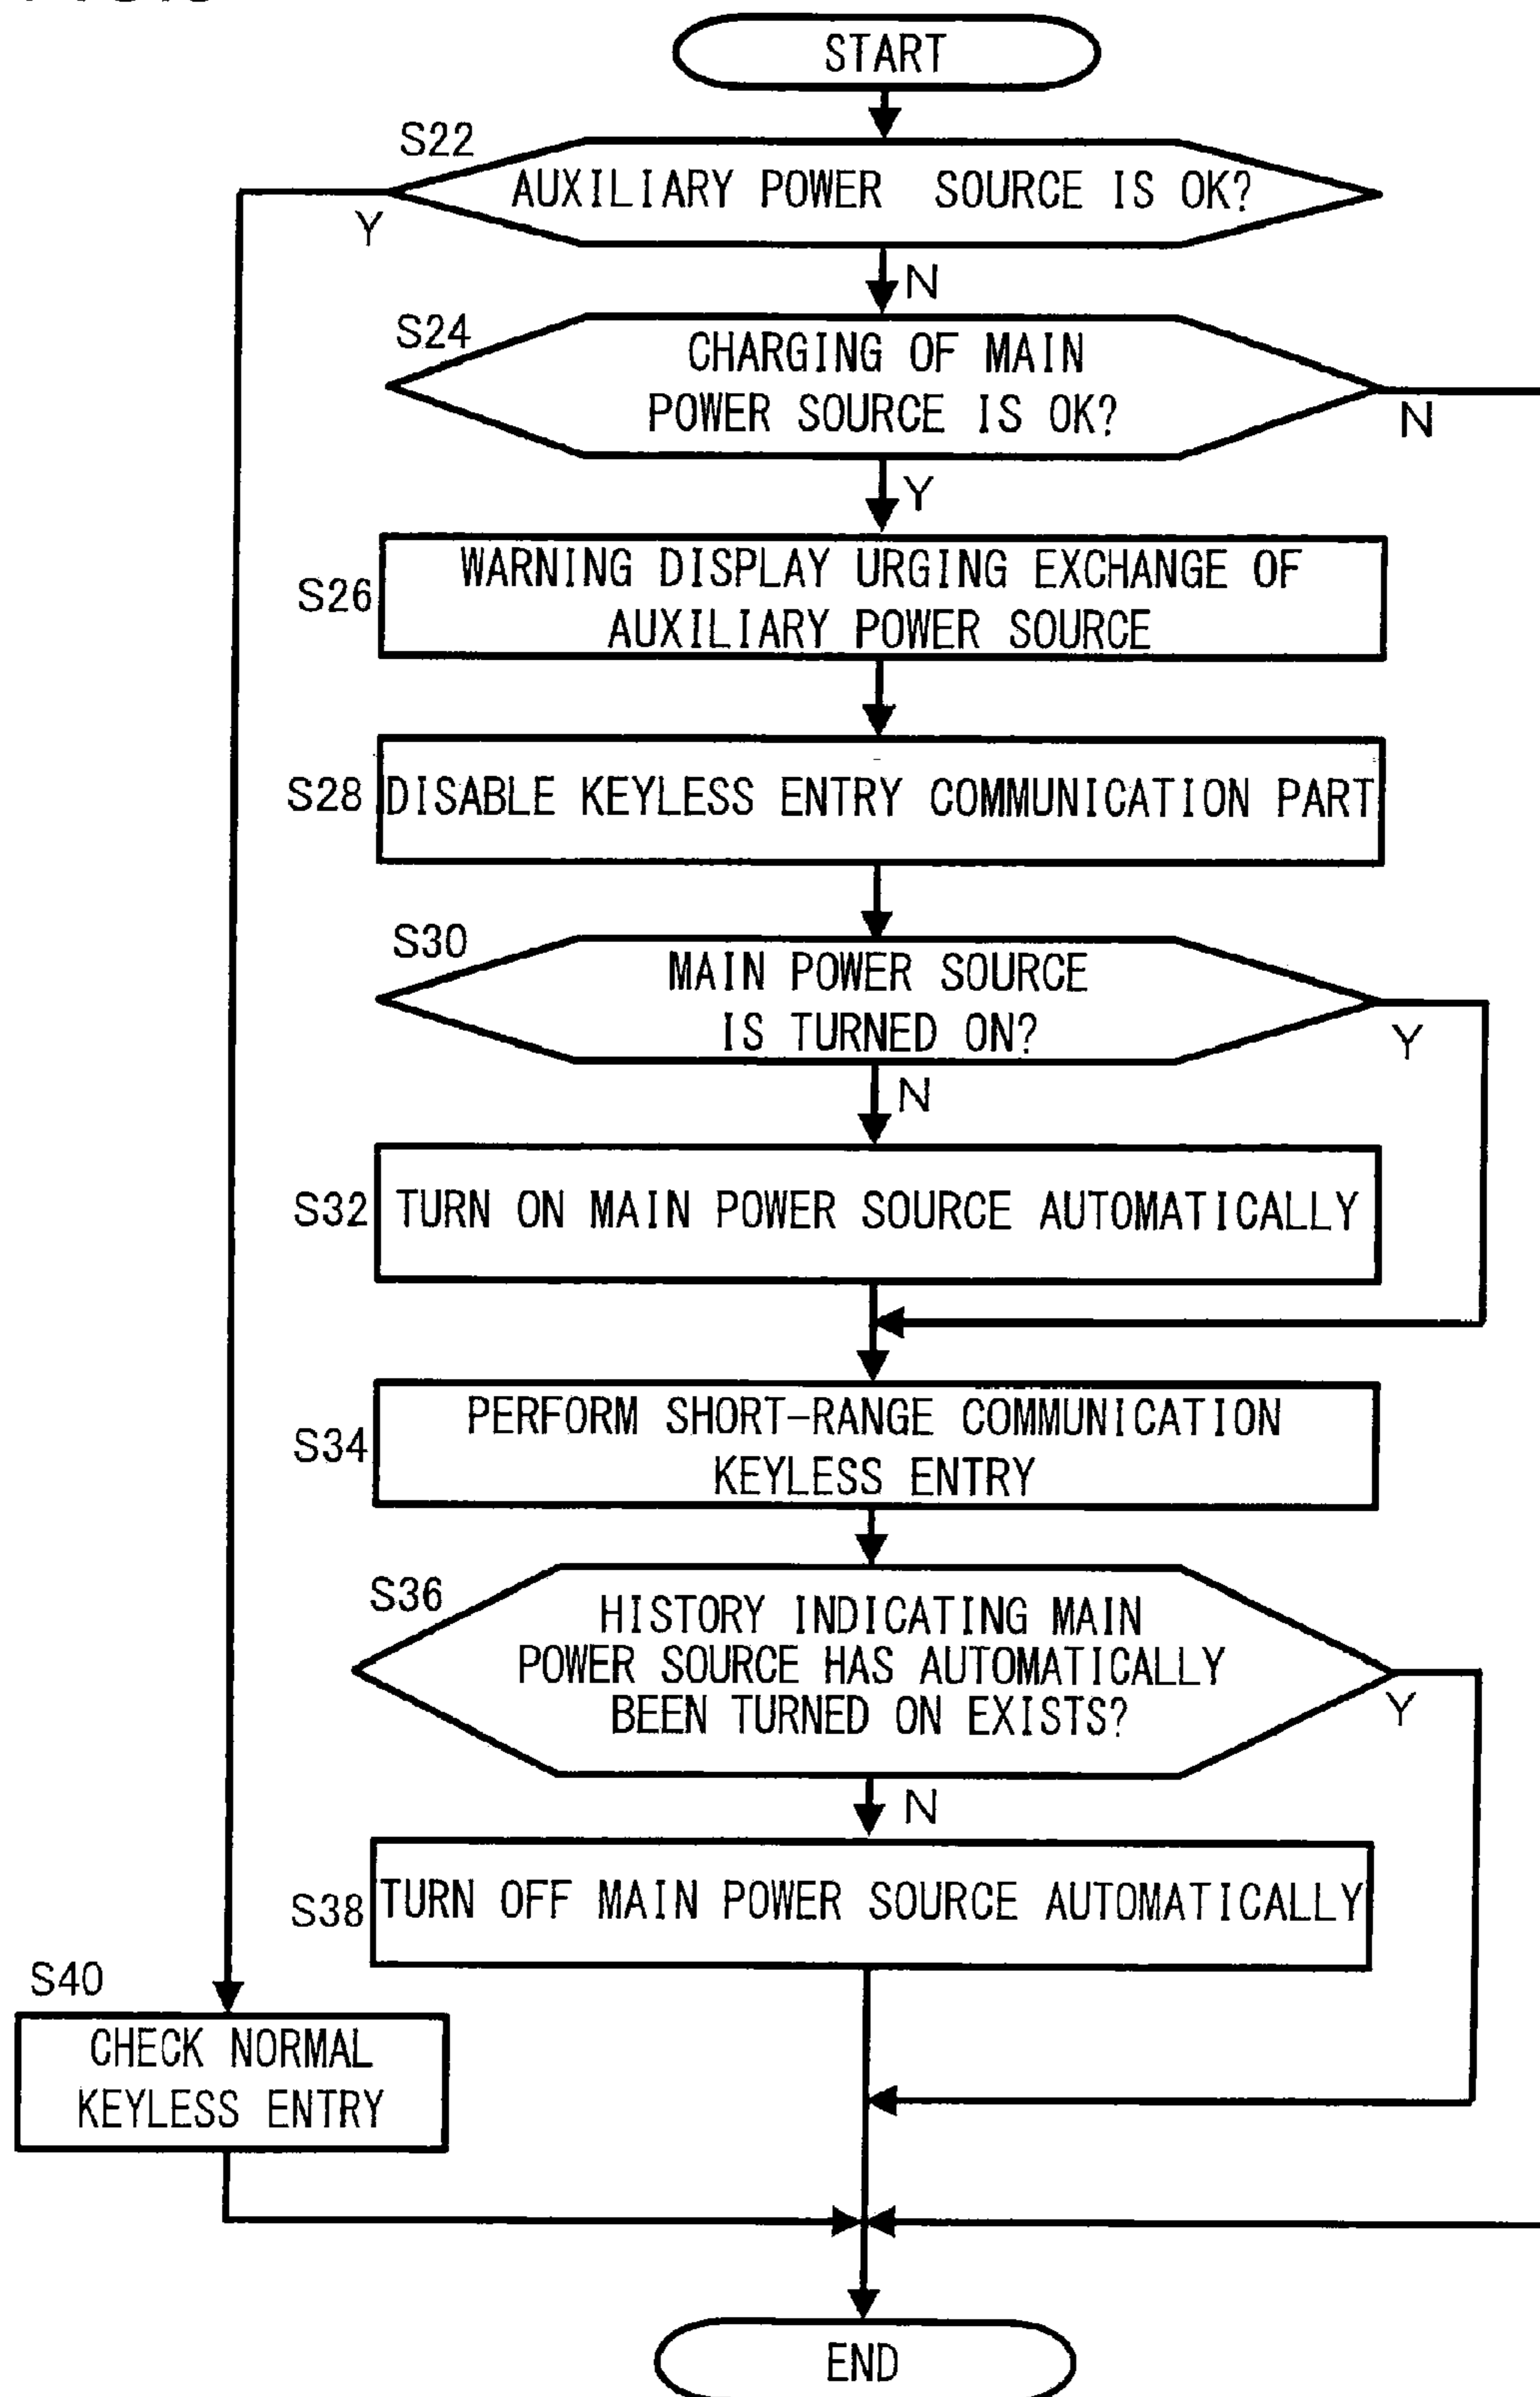 START
S22
AUXILIARY POWER SOURCE IS OK?
Y
N
S24
CHARGING OF MAIN
POWER SOURCE IS OK?
N
Y
S26
WARNING DISPLAY URGING EXCHANGE OF
AUXILIARY POWER SOURCE
S28
DISABLE KEYLESS ENTRY COMMUNICATION PART
S30
MAIN POWER SOURCE
IS TURNED ON?
Y
N
S32
TURN ON MAIN POWER SOURCE AUTOMATICALLY
S34
PERFORM SHORT-RANGE COMMUNICATION
KEYLESS ENTRY
S36
HISTORY INDICATING MAIN
POWER SOURCE HAS AUTOMATICALLY
BEEN TURNED ON EXISTS?
Y
N
S38
TURN OFF MAIN POWER SOURCE AUTOMATICALLY
S40
CHECK NORMAL
KEYLESS ENTRY
END